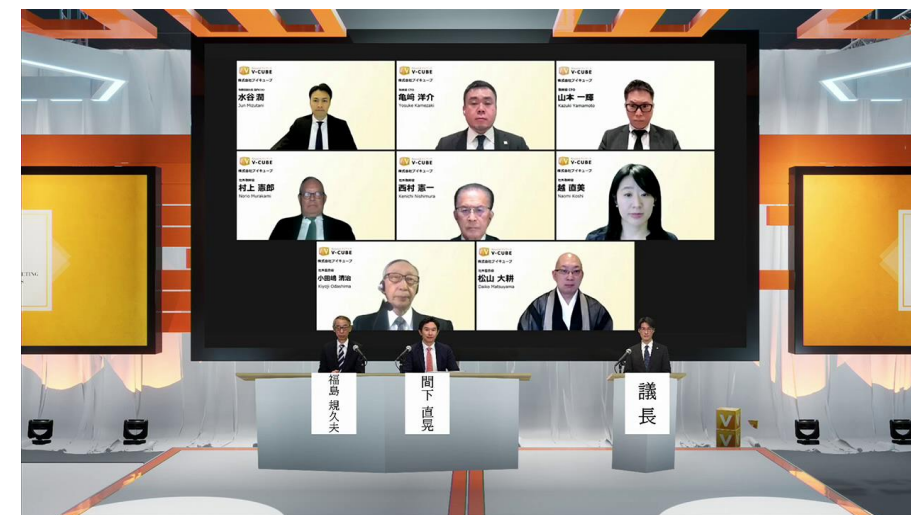 V-CUBE
株式会社ブイキューブ
水谷 潤
Jun Mizutani
V-CUBE
株式会社ブイキューブ
亀﨑 洋介
Yosuke Kamezaki
V-CUBE
株式会社ブイキューブ
山本 一輝
Kazuki Yamamoto
V-CUBE
株式会社ブイキューブ
社外取締役
村上 憲郎
Norio Murakami
V-CUBE
株式会社ブイキューブ
社外取締役
西村 憲一
Kenichi Nishimura
V-CUBE
株式会社ブイキューブ
社外取締役
越 直美
Naomi Koshi
V-CUBE
株式会社ブイキューブ
社外監査役
小田嶋 清治
Kiyoji Odashima
V-CUBE
株式会社ブイキューブ
社外監査役
松山 大耕
Daiko Matsuyama
福島 規久夫
間下 直晃
議長